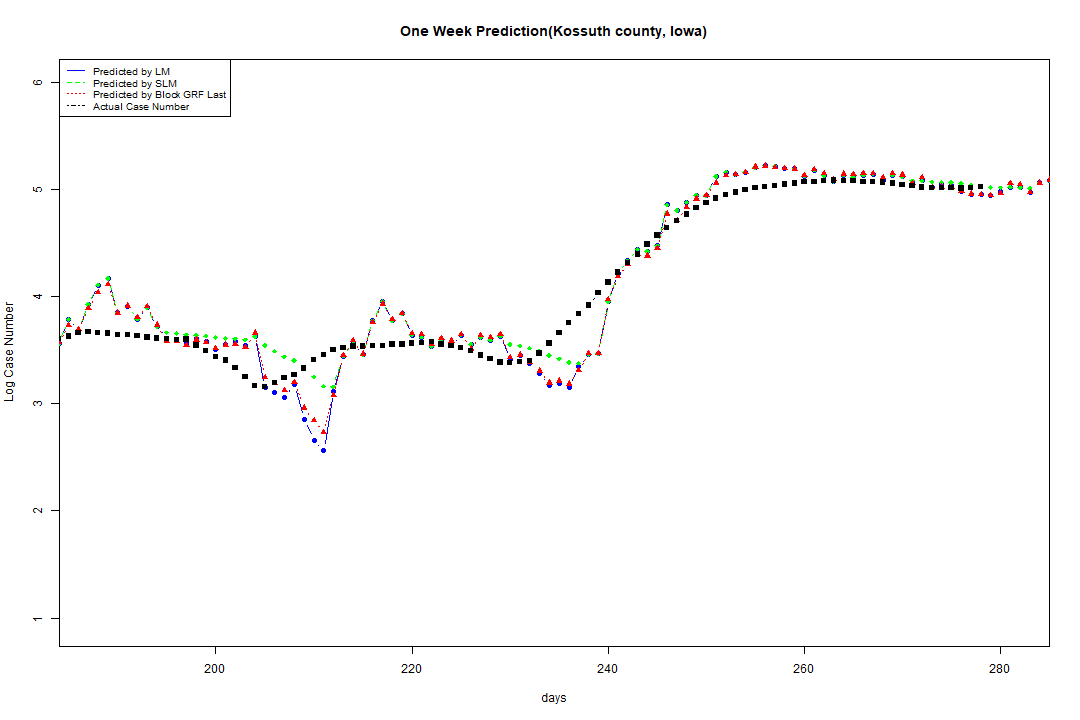 One Week Prediction(Kossuth county, Iowa)
Predicted by LM
Predicted by SLM
Predicted by Block GRF Last
Actual Case Number
6
5
4
3
2
1
Log Case Number
200 220 240 260 280
days